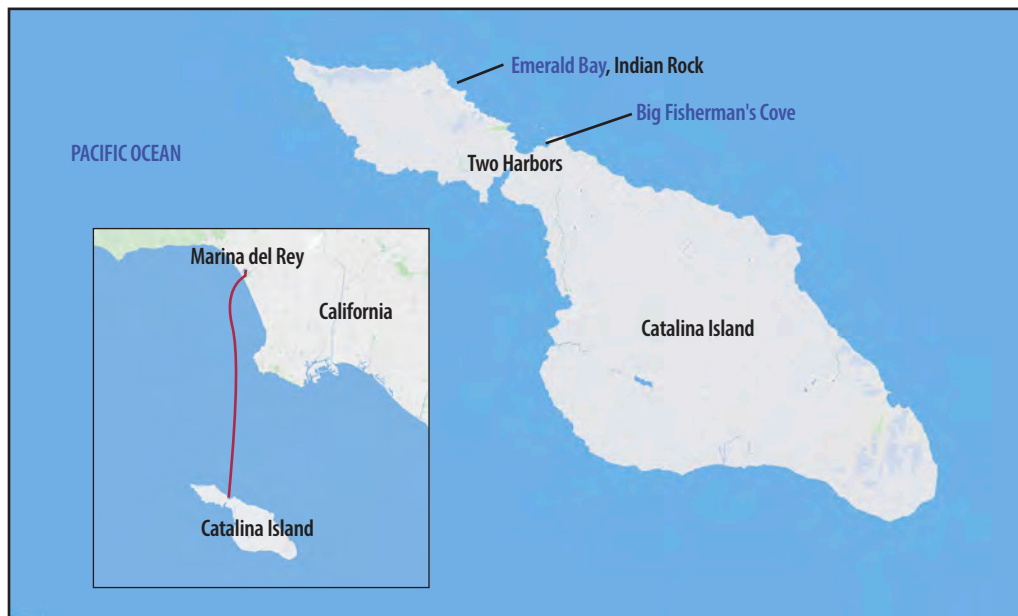 Emerald Bay, Indian Rock
Big Fisherman's Cove
PACIFIC OCEAN
Two Harbors
Marina del Rey
California
Catalina Island
Catalina Island